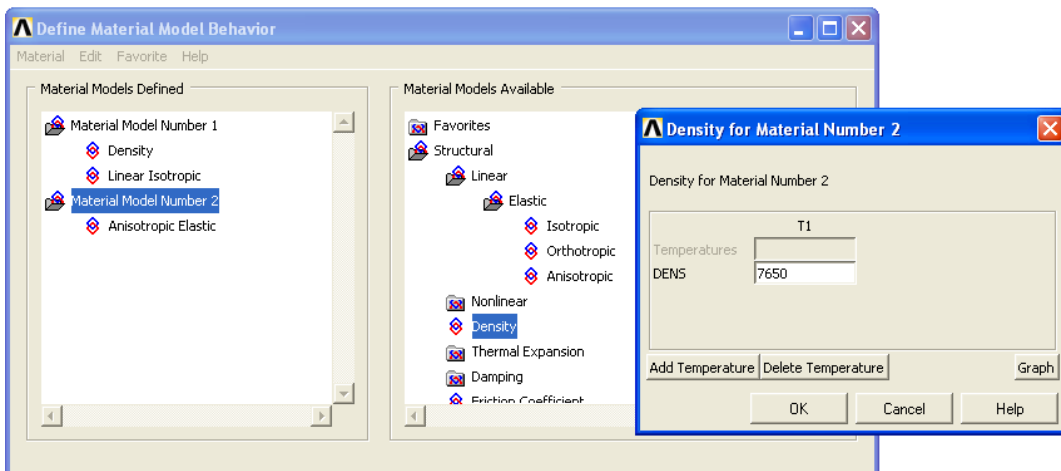 Define Material Model Behavior
Material Edit Favorite Help
Material Models Defined
Material Model Number 1
Density
Linear Isotropic
Material Model Number 2
Anisotropic Elastic
Material Models Available
Favorites
Structural
Linear
Elastic
Isotropic
Orthotropic
Anisotropic
Nonlinear
Density
Thermal Expansion
Damping
Friction Coefficient
Density for Material Number 2
Density for Material Number 2
T1
Temperatures
DENS 7650
Add Temperature Delete Temperature Graph
OK Cancel Help